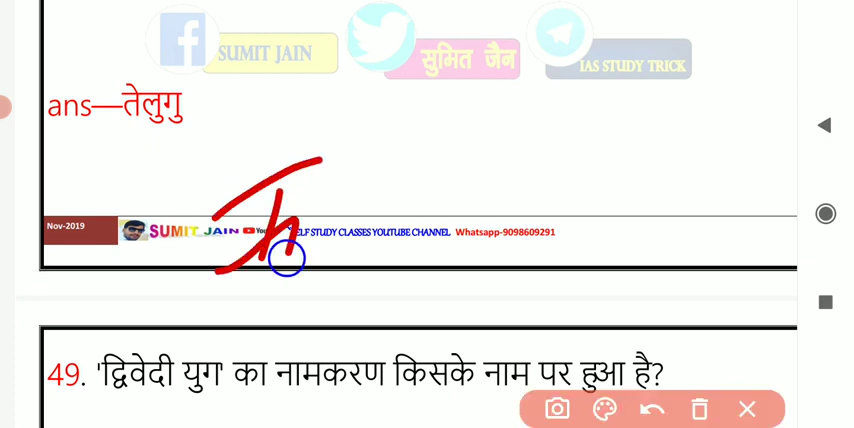 SUMIT JAIN
सुमित जैन
IAS STUDY TRICK
ans—तेलुगु
Nov-2019
SUMIT JAIN You ELF STUDY CLASSES YOUTUBE CHANNEL Whatsapp-9098609291
49. 'द्विवेदी युग' का नामकरण किसके नाम पर हुआ है?